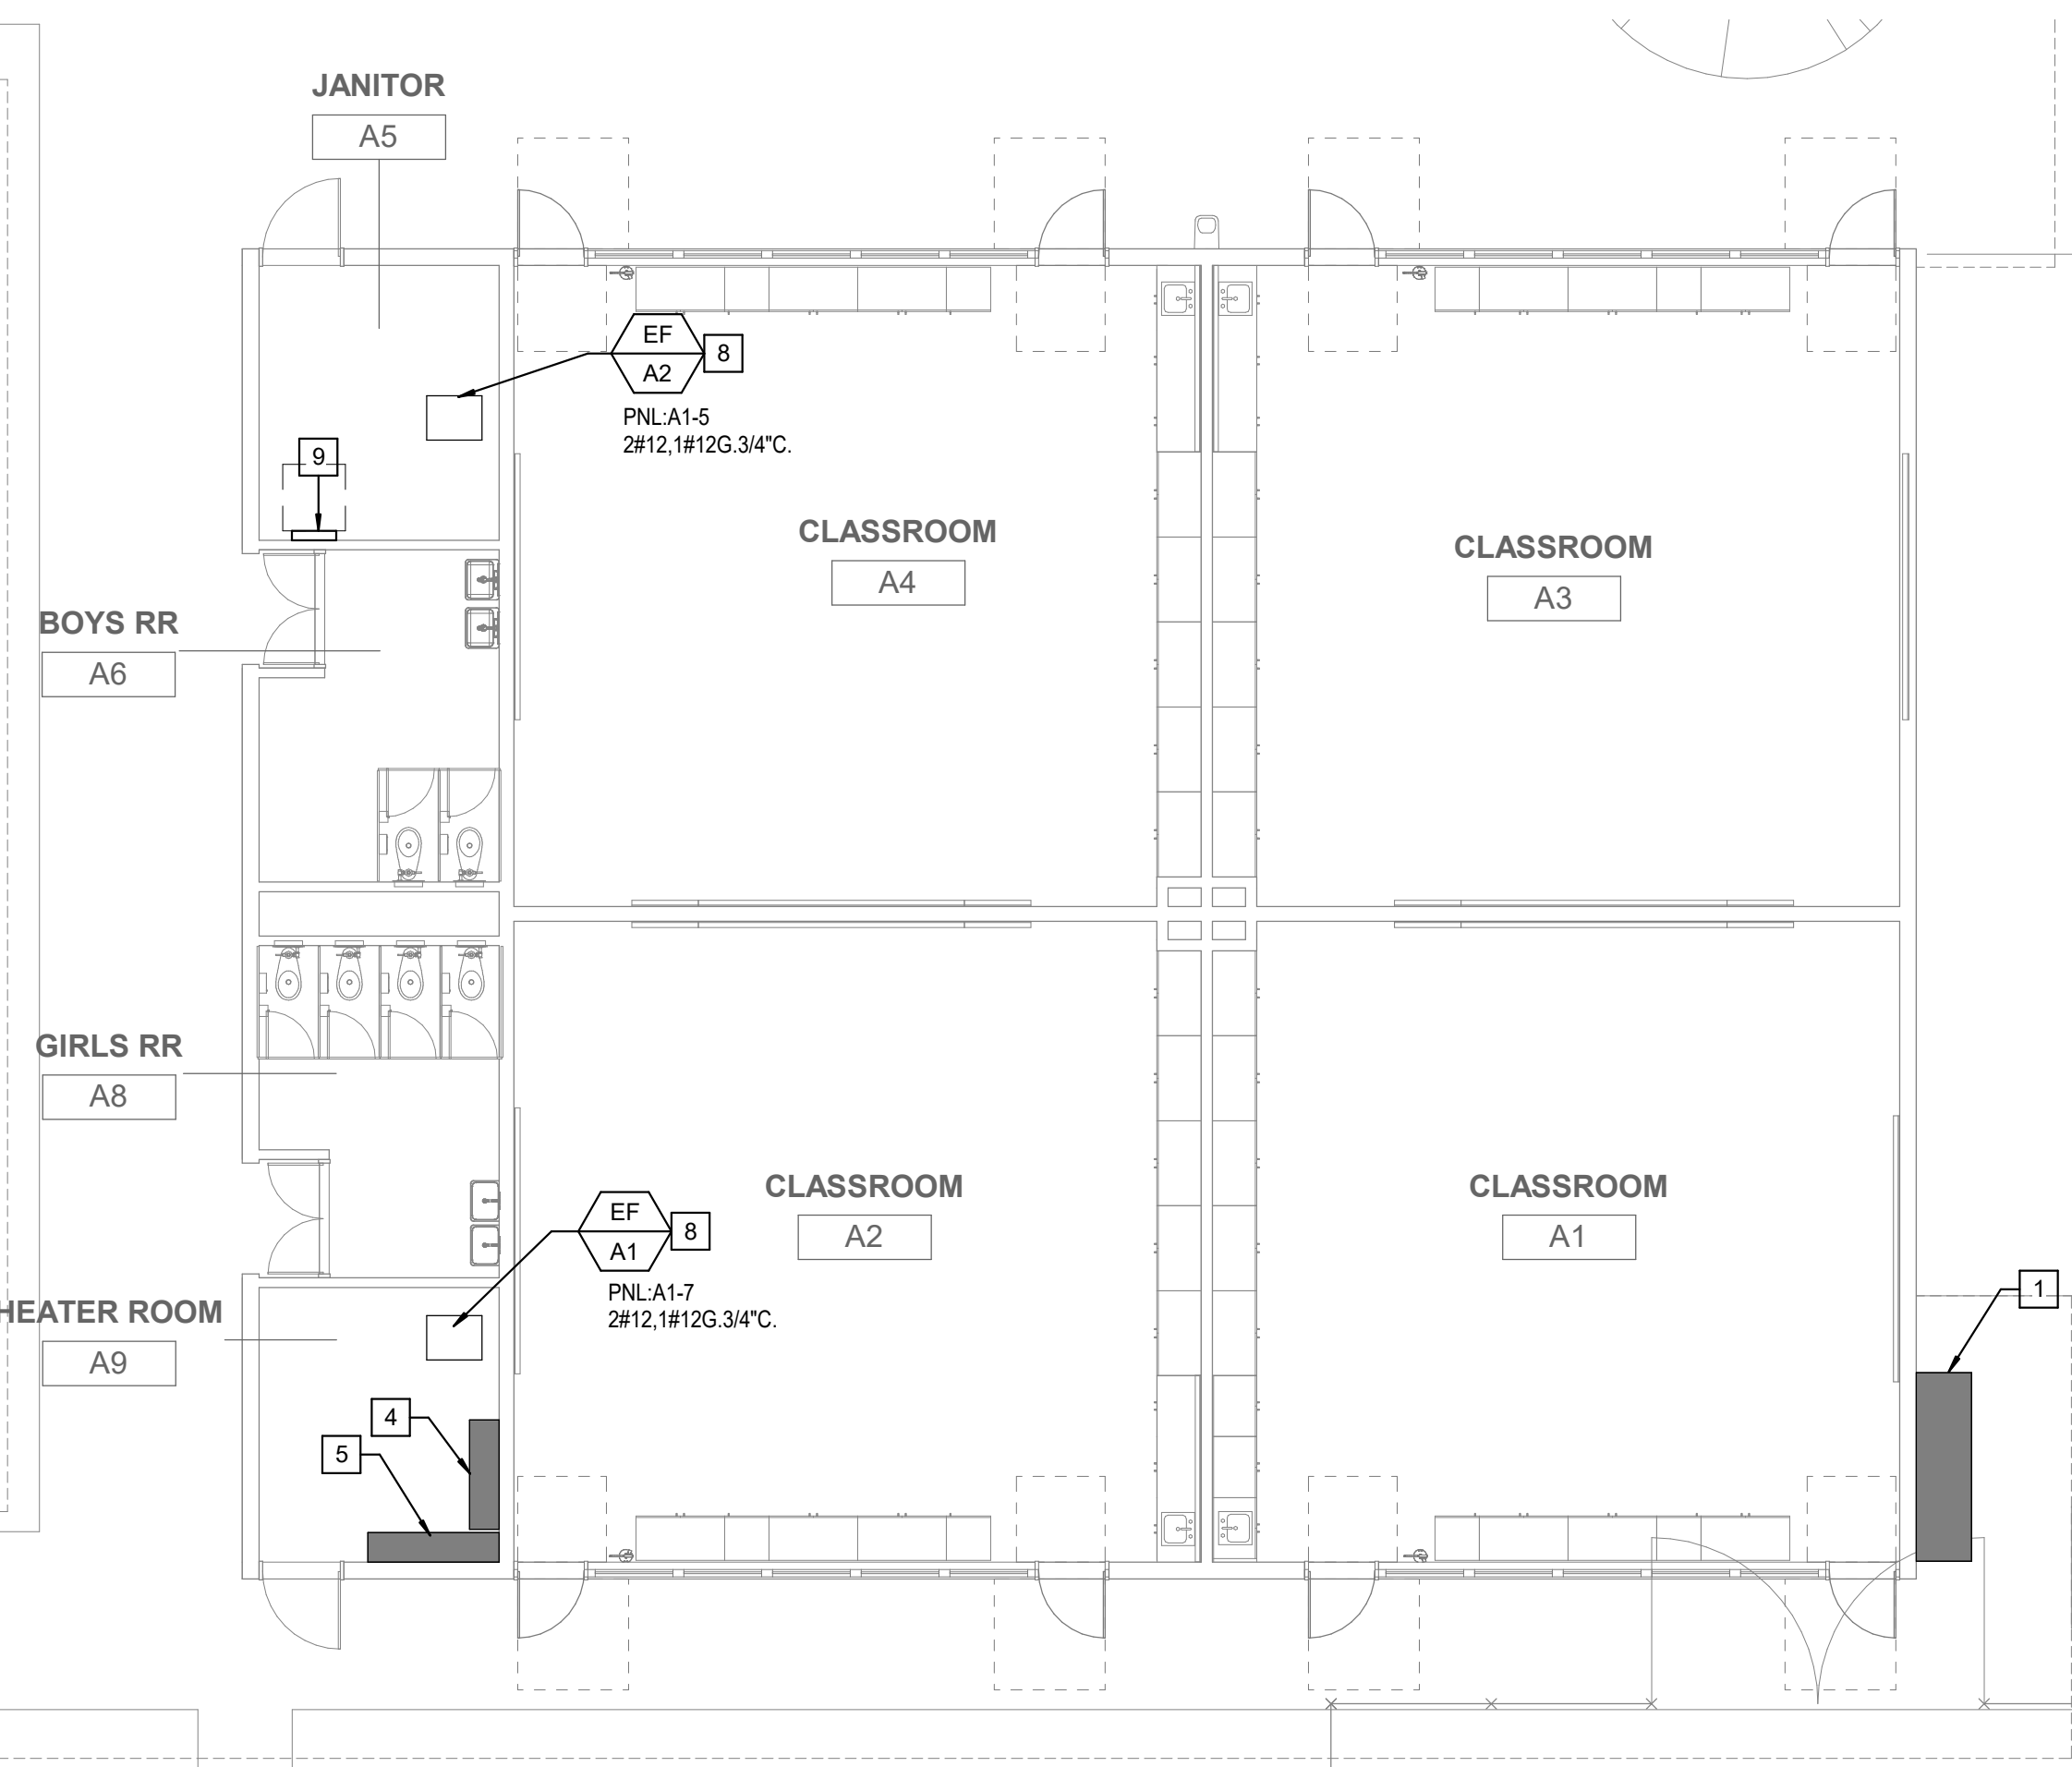 JANITOR
A5
EF
A2
8
PNL:A1-5
2#12,1#12G.3/4"C.
9
CLASSROOM
A4
CLASSROOM
A3
BOYS RR
A6
GIRLS RR
A8
CLASSROOM
A2
CLASSROOM
A1
EF
A1
8
PNL:A1-7
2#12,1#12G.3/4"C.
1
HEATER ROOM
A9
4
5